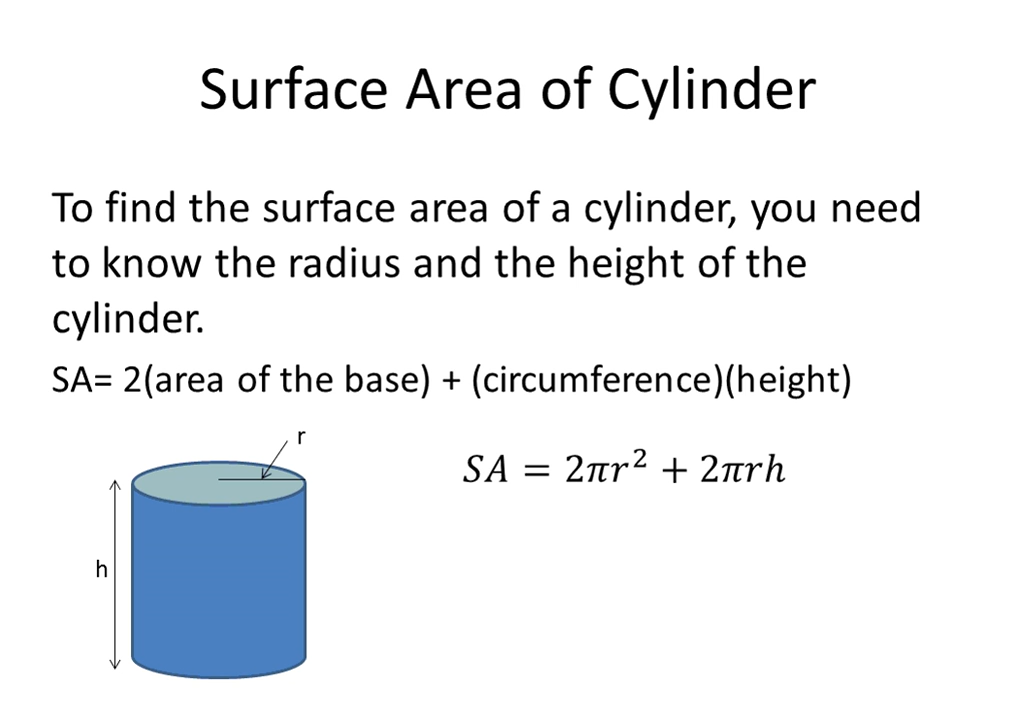 Surface Area of Cylinder
To find the surface area of a cylinder, you need
to know the radius and the height of the
cylinder.
SA= 2(area of the base) + (circumference)(height)
r
𝑆𝐴 = 2𝜋𝑟² + 2𝜋𝑟ℎ
h